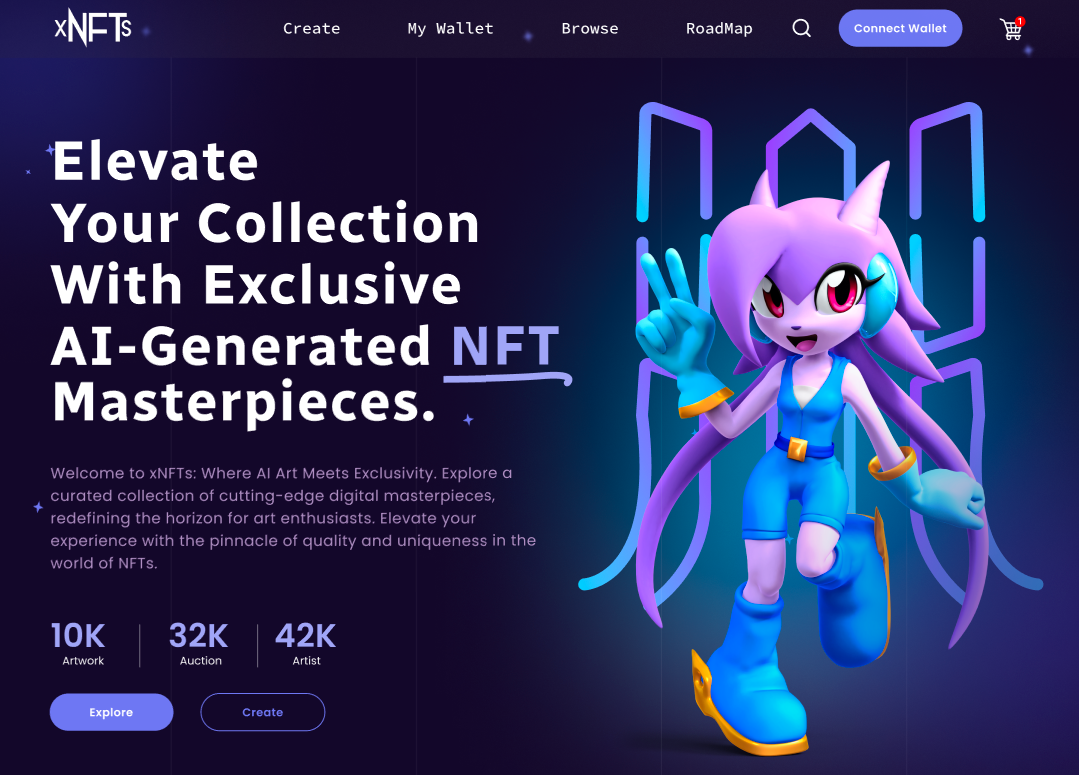 xNFTs
Create
My Wallet
Browse
RoadMap
Connect Wallet
1
Elevate
Your Collection
With Exclusive
AI-Generated NFT
Masterpieces.
Welcome to xNFTs: Where AI Art Meets Exclusivity. Explore a
curated collection of cutting-edge digital masterpieces,
redefining the horizon for art enthusiasts. Elevate your
experience with the pinnacle of quality and uniqueness in the
world of NFTs.
10K
Artwork
32K
Auction
42K
Artist
Explore
Create